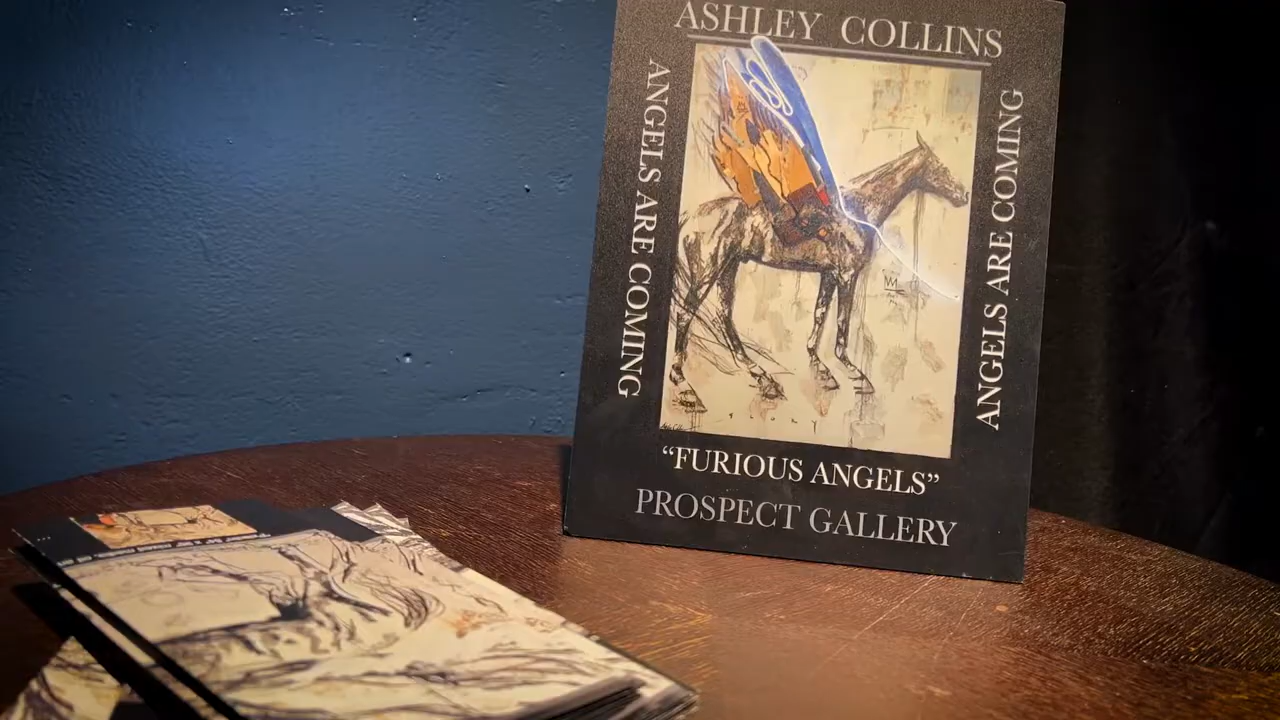 ASHLEY COLLINS
ANGELS ARE COMING
ANGELS ARE COMING
“FURIOUS ANGELS”
PROSPECT GALLERY